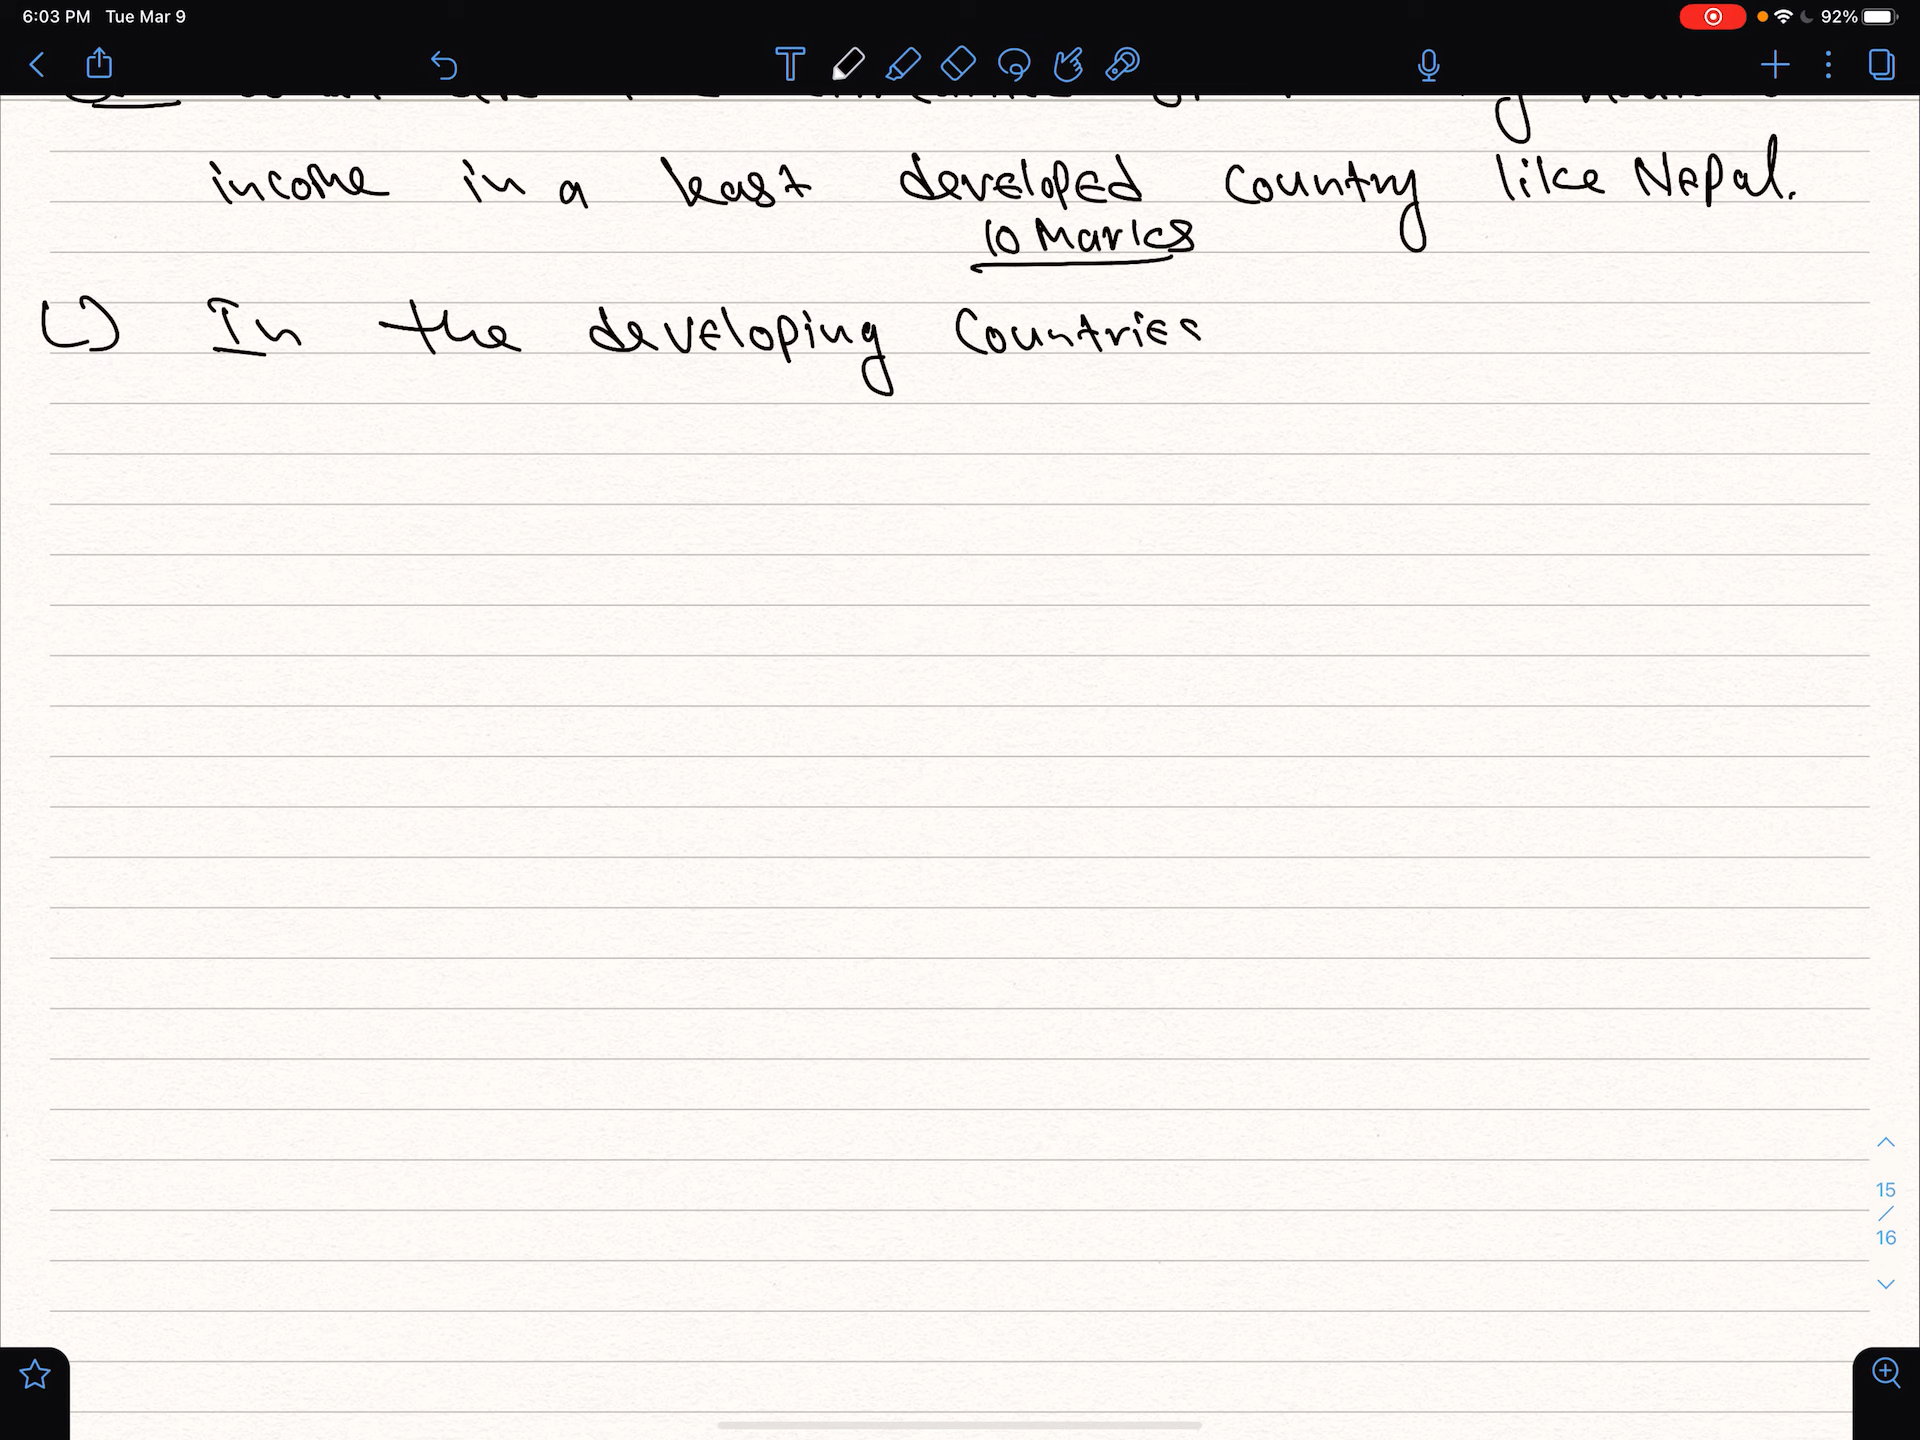 6:03 PM Tue Mar 9
92%
T
income in a least developed country like Nepal.
10 Marks
In the developing Countries
15
/
16